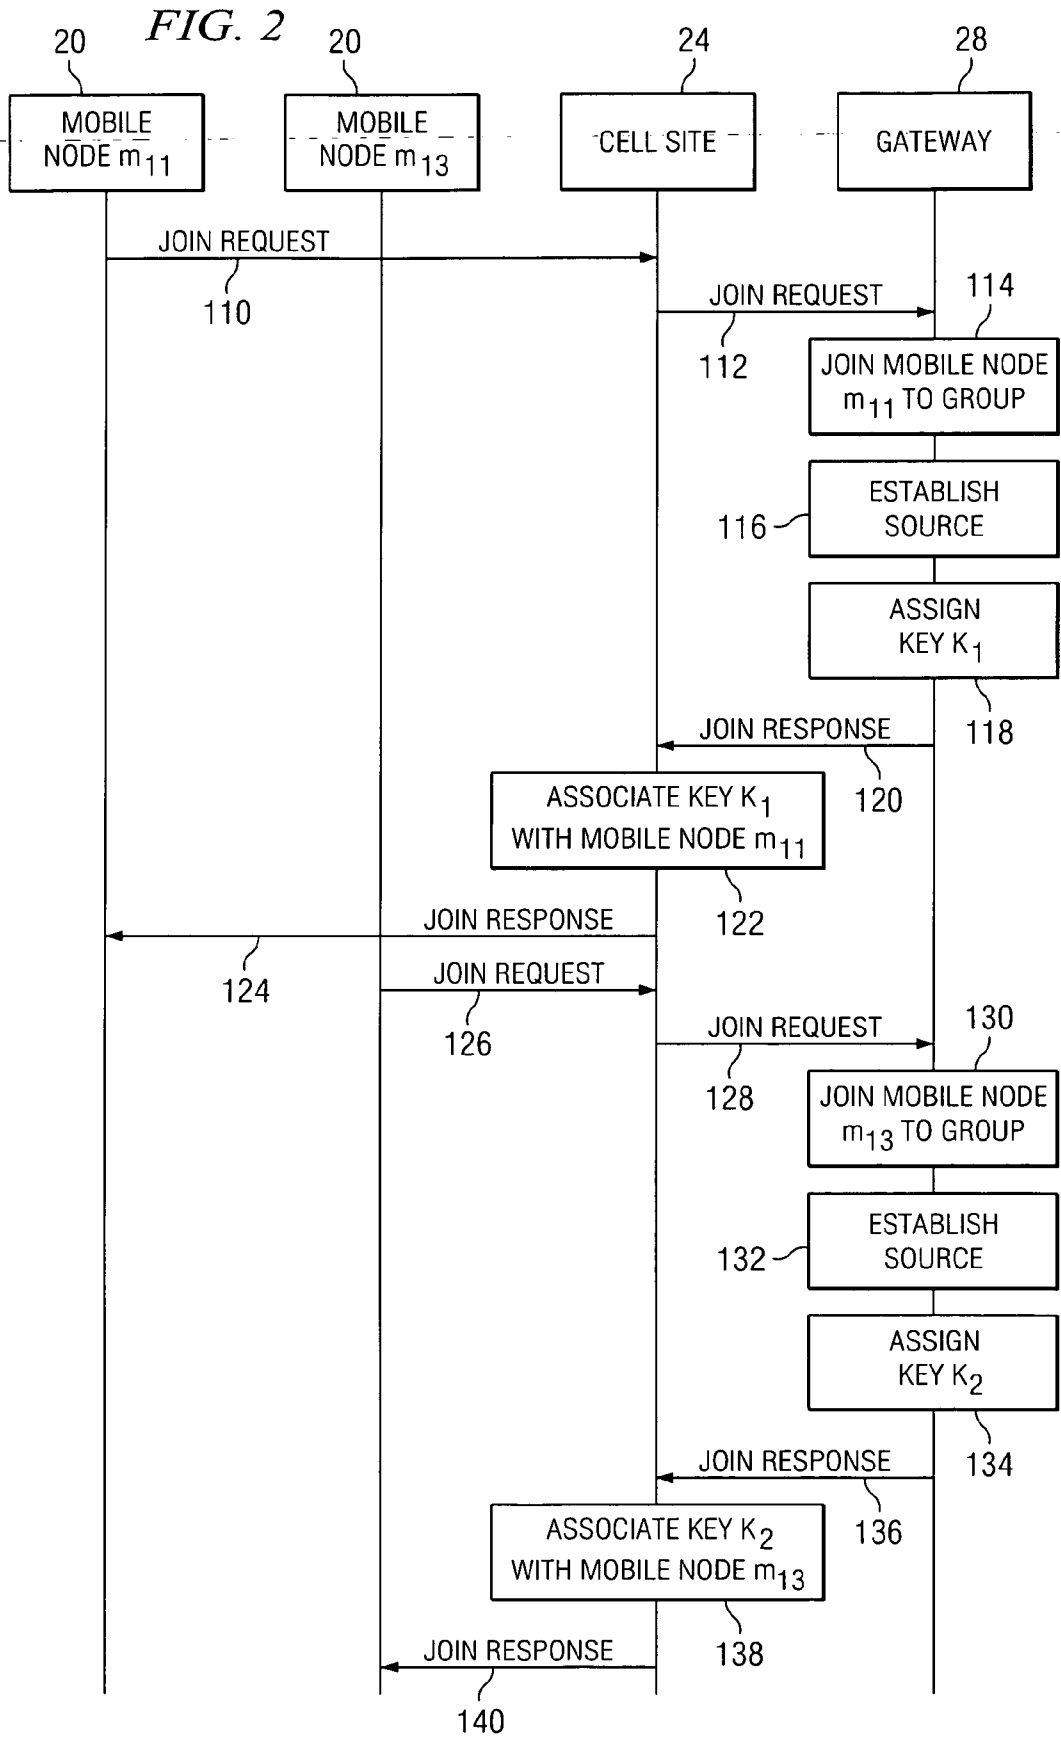 FIG. 2
20
20
24
28
MOBILE
NODE m11
MOBILE
NODE m13
CELL SITE
GATEWAY
JOIN REQUEST
110
JOIN REQUEST
112
114
JOIN MOBILE NODE
m11 TO GROUP
ESTABLISH
SOURCE
116
ASSIGN
KEY K1
118
JOIN RESPONSE
120
ASSOCIATE KEY K1
WITH MOBILE NODE m11
122
JOIN RESPONSE
124
JOIN REQUEST
126
JOIN REQUEST
128
130
JOIN MOBILE NODE
m13 TO GROUP
ESTABLISH
SOURCE
132
ASSIGN
KEY K2
134
JOIN RESPONSE
136
ASSOCIATE KEY K2
WITH MOBILE NODE m13
138
JOIN RESPONSE
140